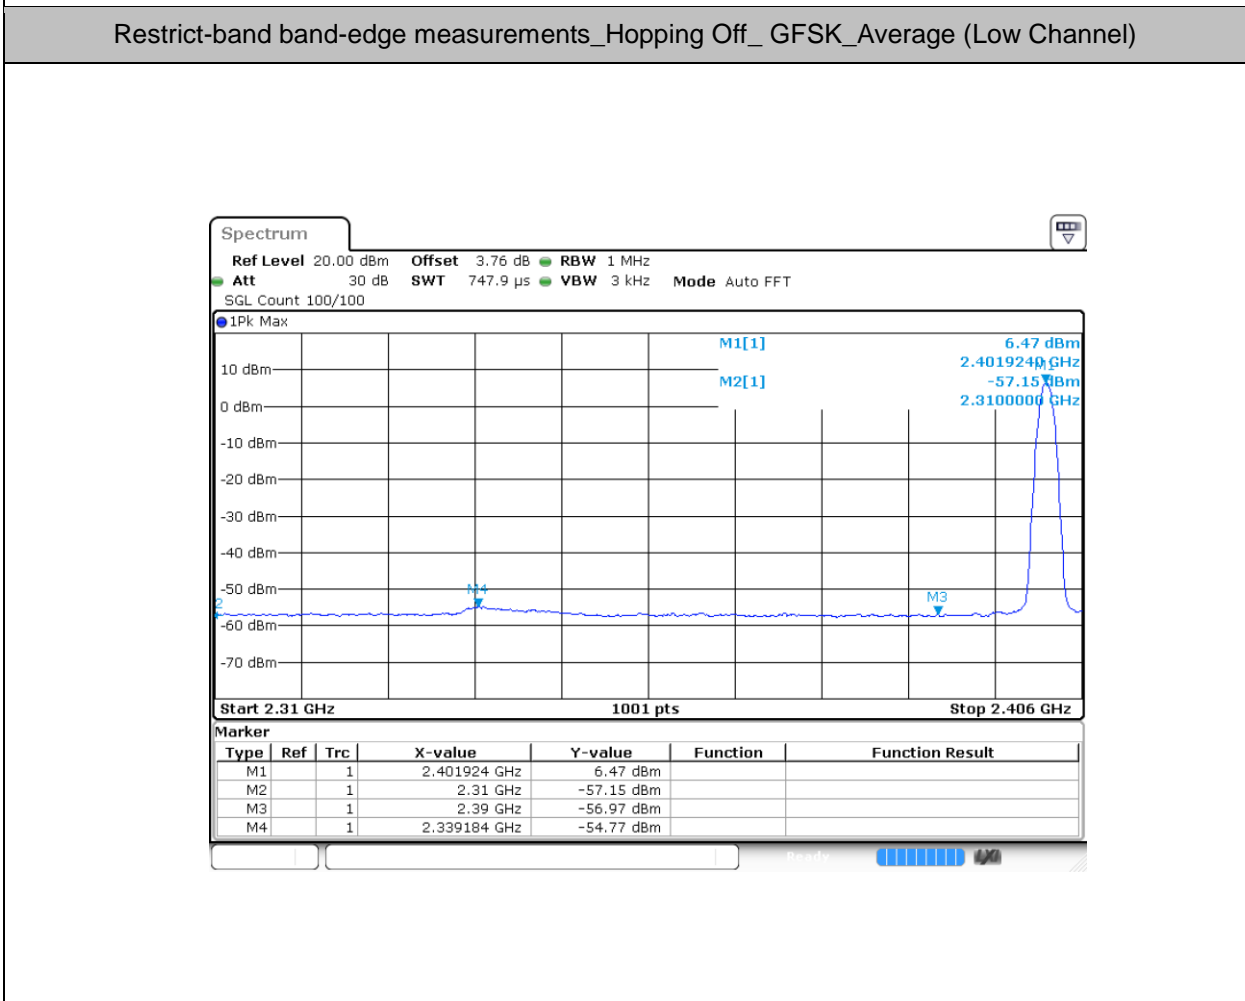 Restrict-band band-edge measurements_Hopping Off_ GFSK_Average (Low Channel)
Spectrum
Ref Level 20.00 dBm Offset 3.76 dB RBW 1 MHz
Att 30 dB SWT 747.9 µs VBW 3 kHz Mode Auto FFT
SGL Count 100/100
1Pk Max
M1[1] 6.47 dBm
2.4019240 GHz
M1
M2[1] -57.15 dBm
2.3100000 GHz
10 dBm
0 dBm
-10 dBm
-20 dBm
-30 dBm
-40 dBm
-50 dBm
M4
M3
2
-60 dBm
-70 dBm
Start 2.31 GHz 1001 pts Stop 2.406 GHz
Marker
Type Ref Trc X-value Y-value Function Function Result
M1 1 2.401924 GHz 6.47 dBm
M2 1 2.31 GHz -57.15 dBm
M3 1 2.39 GHz -56.97 dBm
M4 1 2.339184 GHz -54.77 dBm
Ready LXI